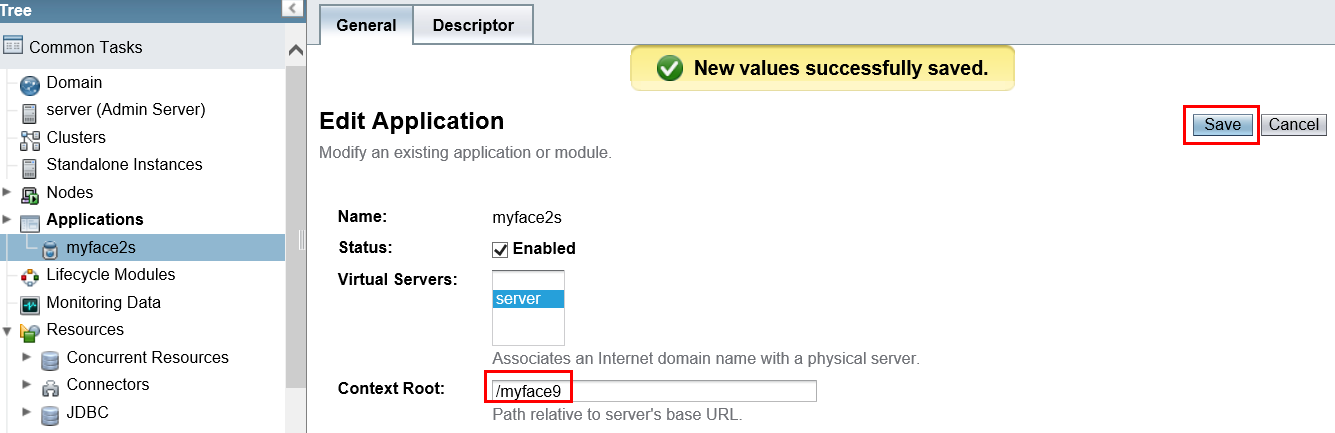 Tree
Common Tasks
Domain
server (Admin Server)
Clusters
Standalone Instances
Nodes
Applications
myface2s
Lifecycle Modules
Monitoring Data
Resources
Concurrent Resources
Connectors
JDBC
General
Descriptor
New values successfully saved.
Edit Application
Save
Cancel
Modify an existing application or module.
Name:
myface2s
Status:
Enabled
Virtual Servers:
server
Associates an Internet domain name with a physical server.
Context Root:
/myface9
Path relative to server's base URL.